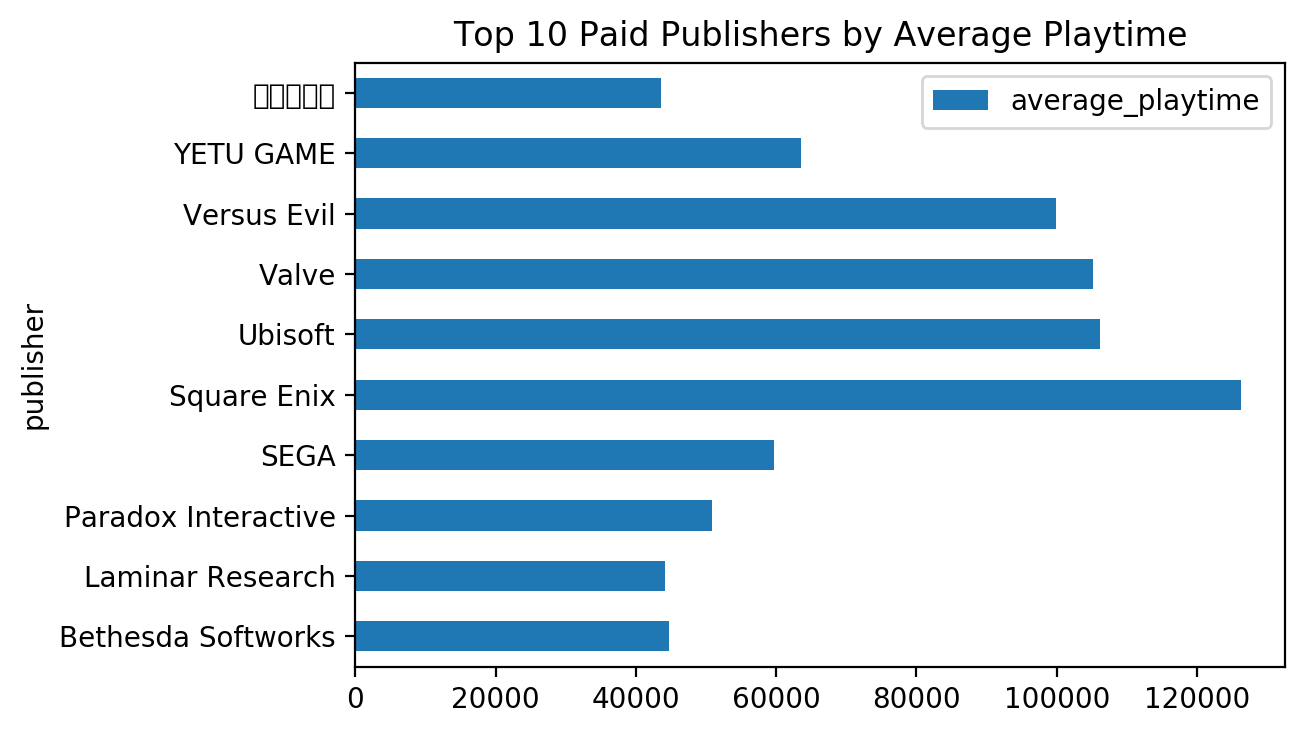 Top 10 Paid Publishers by Average Playtime
average_playtime
publisher
YETU GAME
Versus Evil
Valve
Ubisoft
Square Enix
SEGA
Paradox Interactive
Laminar Research
Bethesda Softworks
0 20000 40000 60000 80000 100000 120000